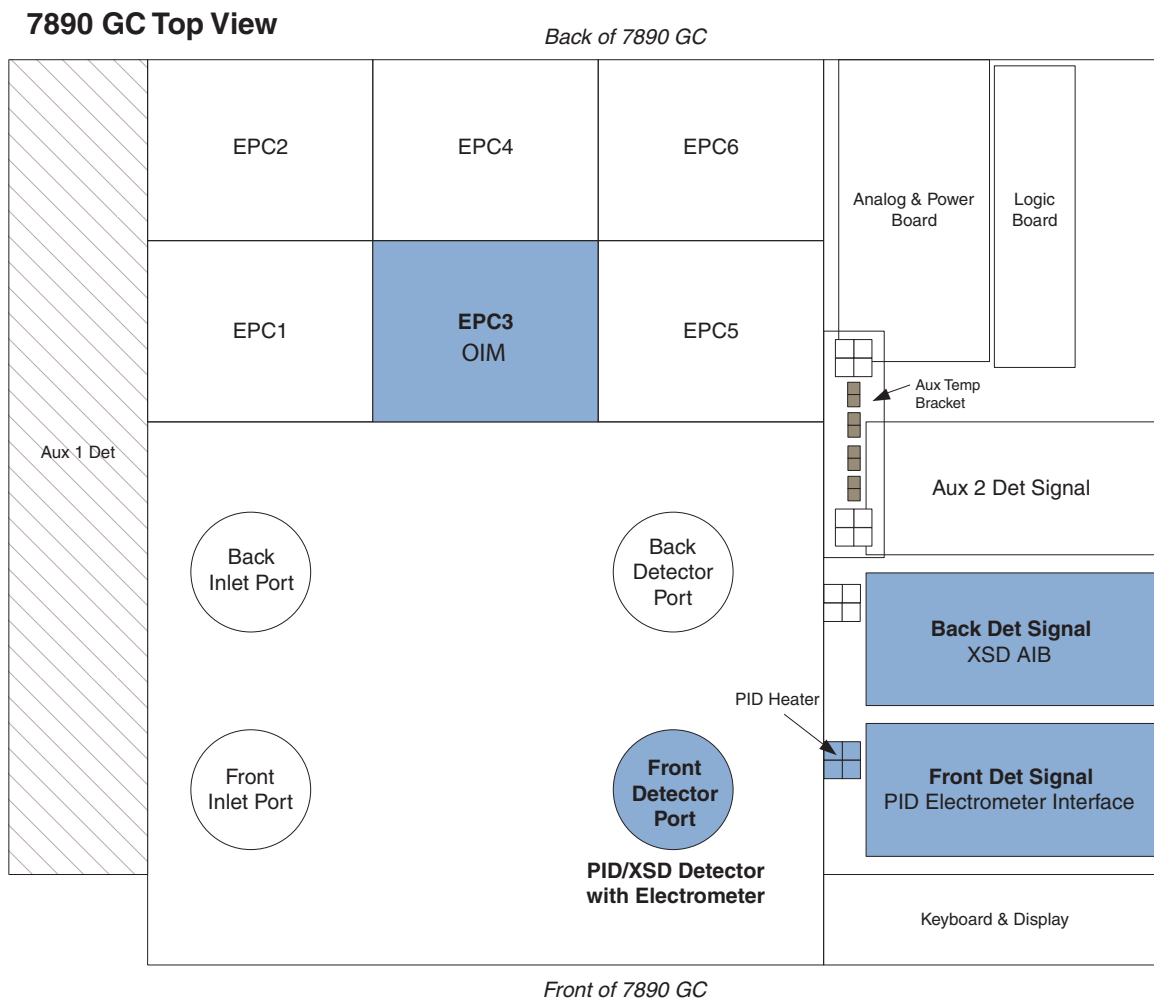 7890 GC Top View
Back of 7890 GC
EPC2
EPC4
EPC6
Analog & Power
Board
Logic
Board
EPC1
EPC3
OIM
EPC5
Aux Temp
Bracket
Aux 1 Det
Aux 2 Det Signal
Back
Inlet Port
Back
Detector
Port
Back Det Signal
XSD AIB
PID Heater
Front
Inlet Port
Front
Detector
Port
Front Det Signal
PID Electrometer Interface
PID/XSD Detector
with Electrometer
Keyboard & Display
Front of 7890 GC